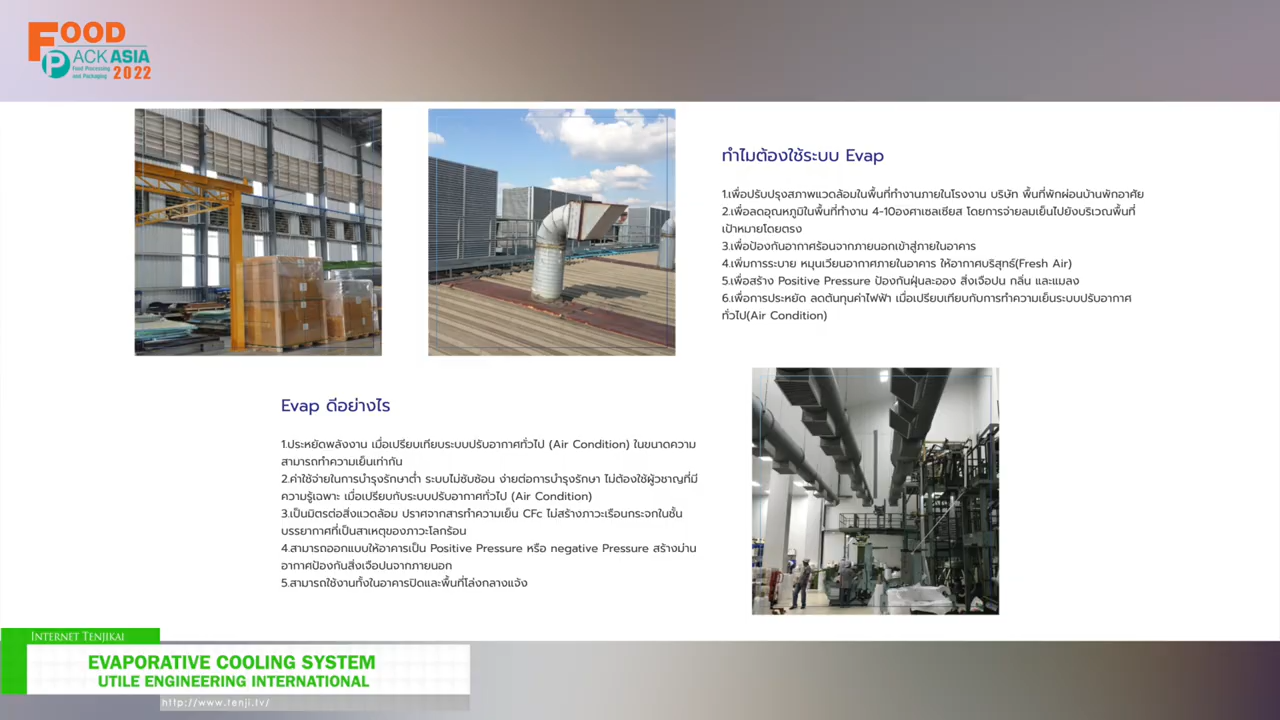 FOOD
PACK ASIA
Food Processing
and Packaging 2022
ทำไมต้องใช้ระบบ Evap
1.เพื่อปรับปรุงสภาพแวดล้อมในพื้นที่ทำงานภายในโรงงาน บริษัท พื้นที่พักผ่อนบ้านพักอาศัย
2.เพื่อลดอุณหภูมิในพื้นที่ทำงาน 4-10องศาเซลเซียส โดยการจ่ายลมเย็นไปยังบริเวณพื้นที่
เป้าหมายโดยตรง
3.เพื่อป้องกันอากาศร้อนจากภายนอกเข้าสู่ภายในอาคาร
4.เพิ่มการระบาย หมุนเวียนอากาศภายในอาคาร ให้อากาศบริสุทธ์(Fresh Air)
5.เพื่อสร้าง Positive Pressure ป้องกันฝุ่นละออง สิ่งเจือปน กลิ่น และแมลง
6.เพื่อการประหยัด ลดต้นทุนค่าไฟฟ้า เมื่อเปรียบเทียบกับการทำความเย็นระบบปรับอากาศ
ทั่วไป(Air Condition)
Evap ดีอย่างไร
1.ประหยัดพลังงาน เมื่อเปรียบเทียบระบบปรับอากาศทั่วไป (Air Condition) ในขนาดความ
สามารถทำความเย็นเท่ากัน
2.ค่าใช้จ่ายในการบำรุงรักษาต่ำ ระบบไม่ซับซ้อน ง่ายต่อการบำรุงรักษา ไม่ต้องใช้ผู้วชาญที่มี
ความรู้เฉพาะ เมื่อเปรียบกับระบบปรับอากาศทั่วไป (Air Condition)
3.เป็นมิตรต่อสิ่งแวดล้อม ปราศจากสารทำความเย็น CFc ไม่สร้างภาวะเรือนกระจกในชั้น
บรรยากาศที่เป็นสาเหตุของภาวะโลกร้อน
4.สามารถออกแบบให้อาคารเป็น Positive Pressure หรือ negative Pressure สร้างม่าน
อากาศป้องกันสิ่งเจือปนจากภายนอก
5.สามารถใช้งานทั้งในอาคารปิดและพื้นที่โล่งกลางแจ้ง
INTERNET TENJIKAI
EVAPORATIVE COOLING SYSTEM
UTILE ENGINEERING INTERNATIONAL
http://www.tenji.tv/